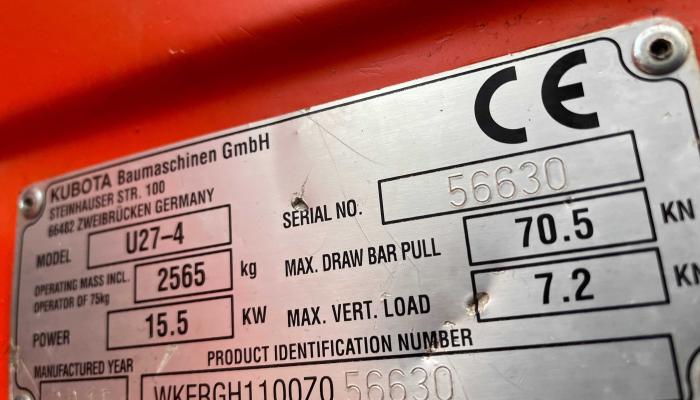 CE
KUBOTA Baumaschinen GmbH
STEINHAUSER STR. 100
66482 ZWEIBRÜCKEN GERMANY
MODEL U27-4
OPERATING MASS INCL. OPERATOR OF 75kg 2565 kg
POWER 15.5 KW
MANUFACTURED YEAR
SERIAL NO. 56630
MAX. DRAW BAR PULL 70.5 KN
MAX. VERT. LOAD 7.2 KN
PRODUCT IDENTIFICATION NUMBER
WKFRGH1100Z0 56630